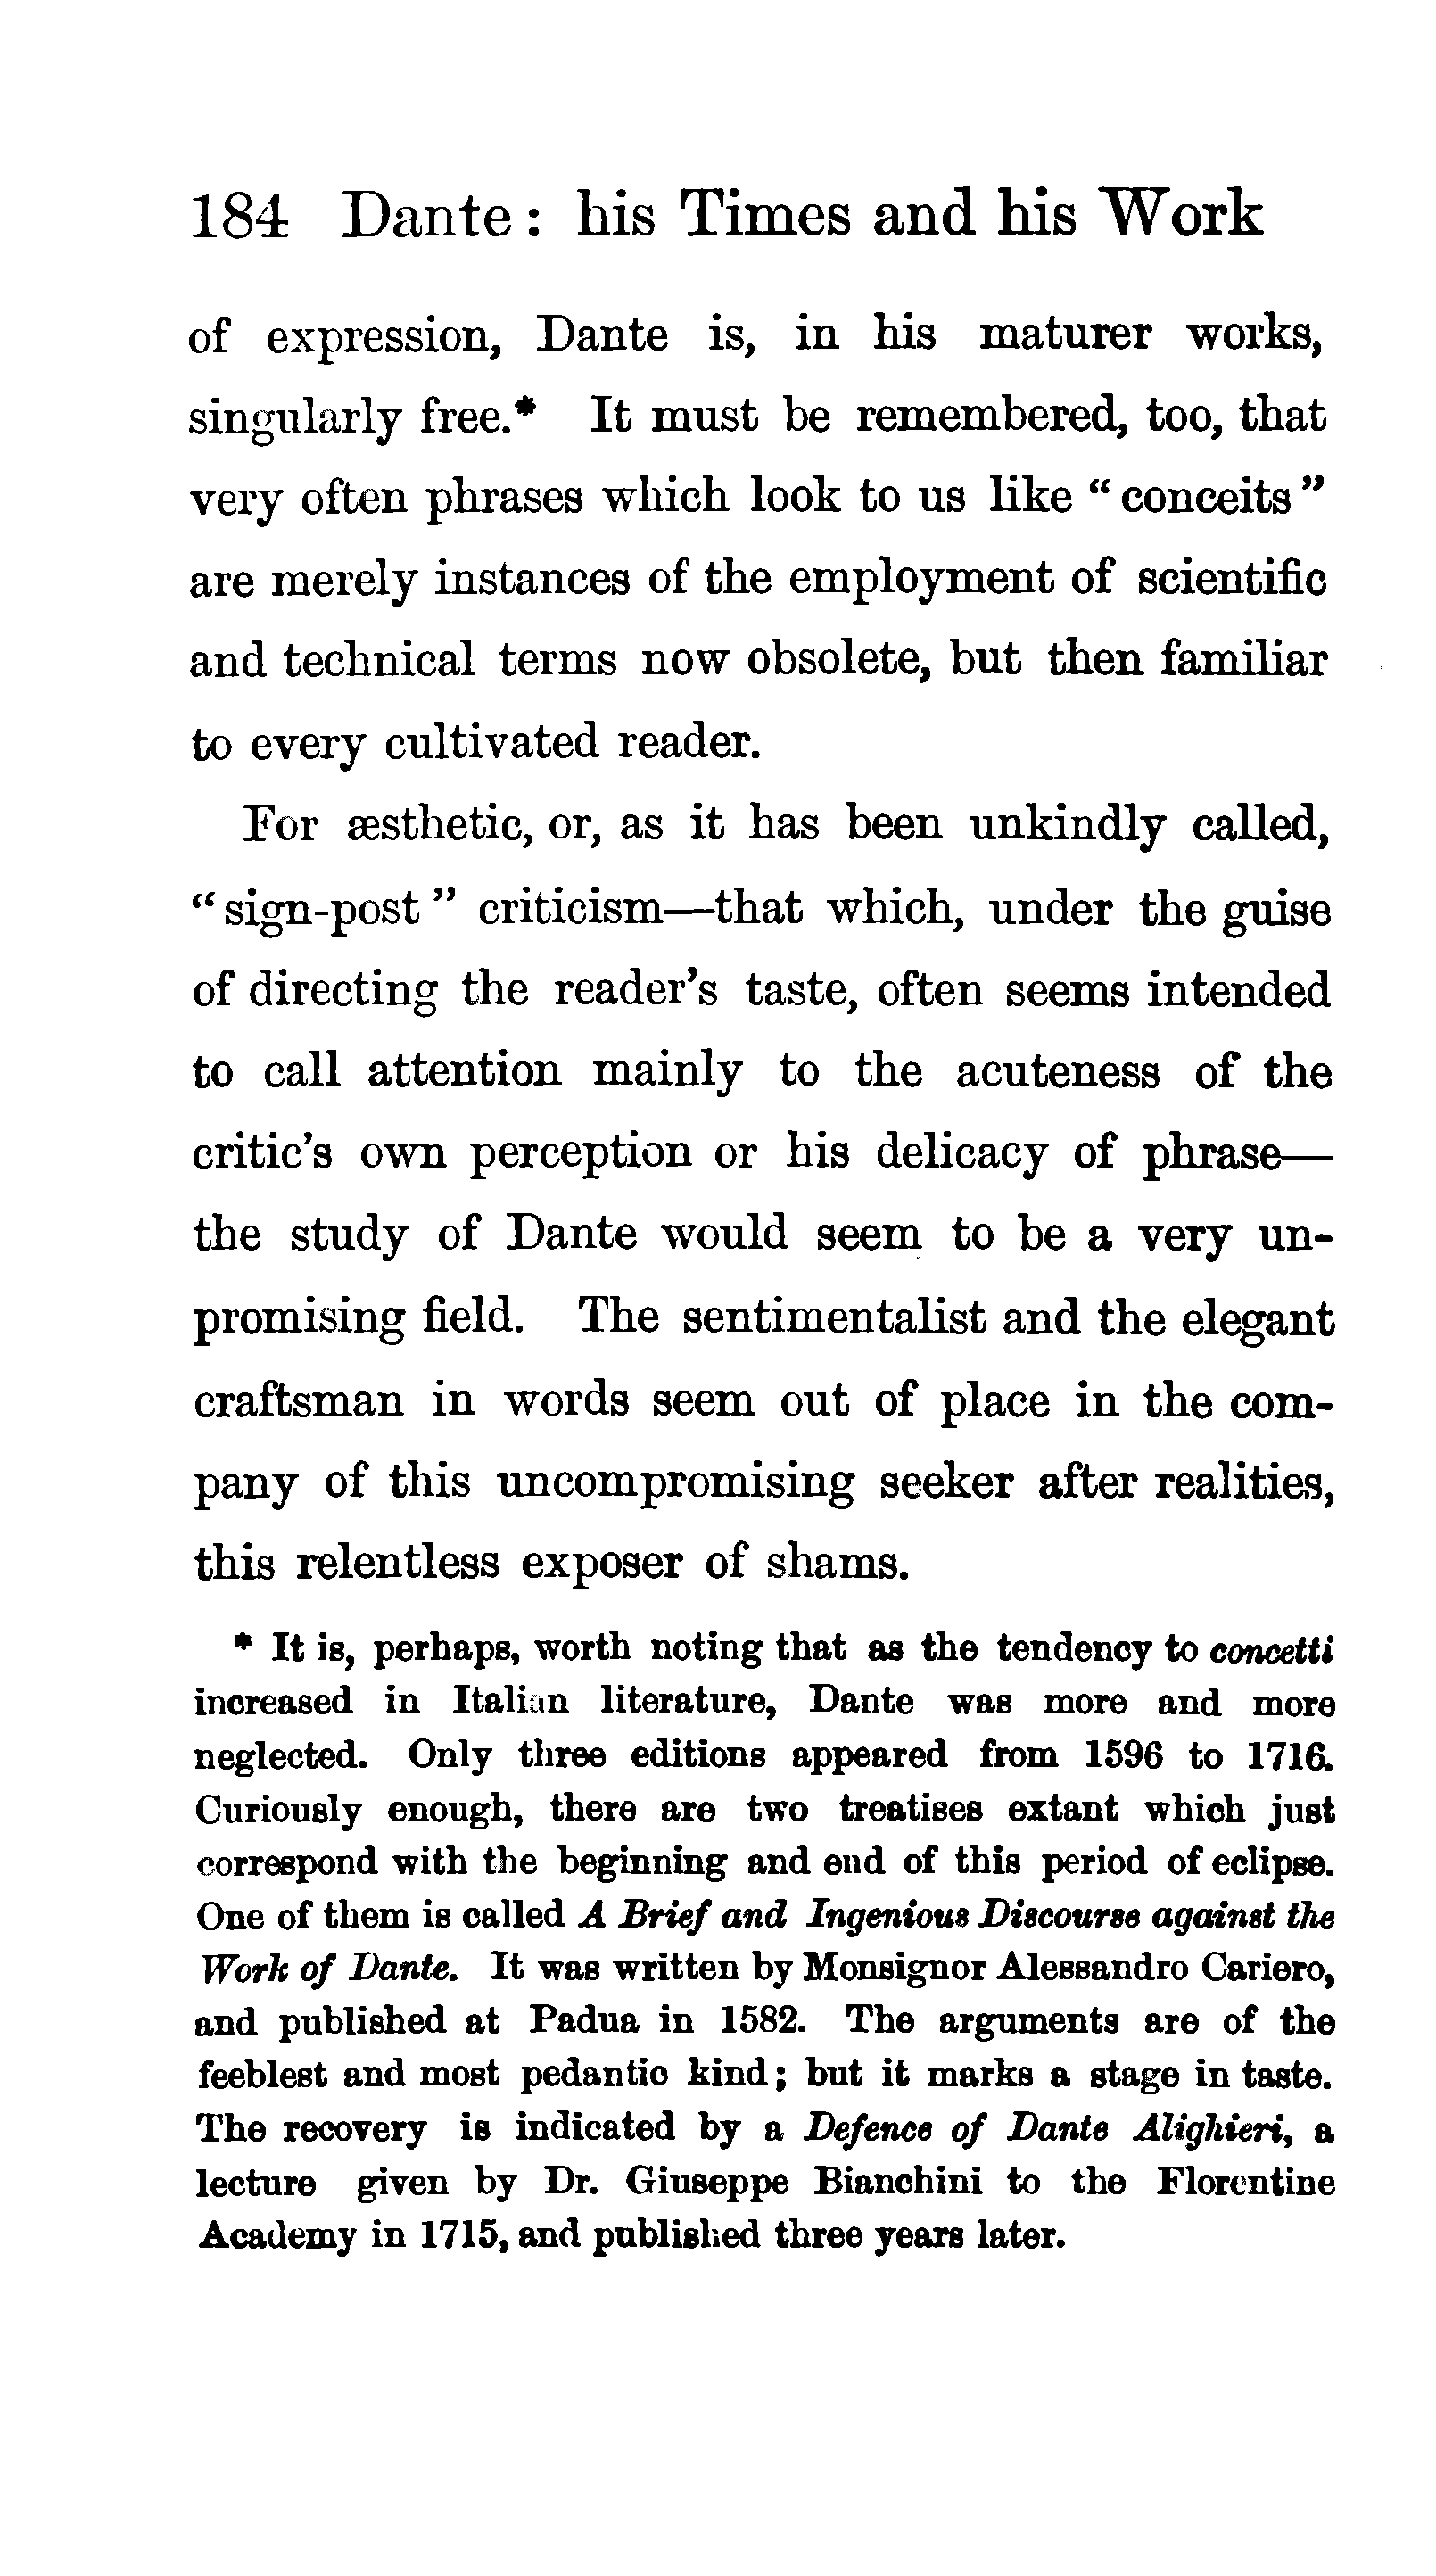 184 Dante: his Times and his Work
of expression, Dante is, in his maturer works,
singularly free.* It must be remembered, too, that
very often phrases which look to us like “conceits”
are merely instances of the employment of scientific
and technical terms now obsolete, but then familiar
to every cultivated reader.
For æsthetic, or, as it has been unkindly called,
“sign-post” criticism—that which, under the guise
of directing the reader’s taste, often seems intended
to call attention mainly to the acuteness of the
critic’s own perception or his delicacy of phrase—
the study of Dante would seem to be a very un-
promising field. The sentimentalist and the elegant
craftsman in words seem out of place in the com-
pany of this uncompromising seeker after realities,
this relentless exposer of shams.
* It is, perhaps, worth noting that as the tendency to concetti
increased in Italian literature, Dante was more and more
neglected. Only three editions appeared from 1596 to 1716.
Curiously enough, there are two treatises extant which just
correspond with the beginning and end of this period of eclipse.
One of them is called A Brief and Ingenious Discourse against the
Work of Dante. It was written by Monsignor Alessandro Cariero,
and published at Padua in 1582. The arguments are of the
feeblest and most pedantic kind; but it marks a stage in taste.
The recovery is indicated by a Defence of Dante Alighieri, a
lecture given by Dr. Giuseppe Bianchini to the Florentine
Academy in 1715, and published three years later.